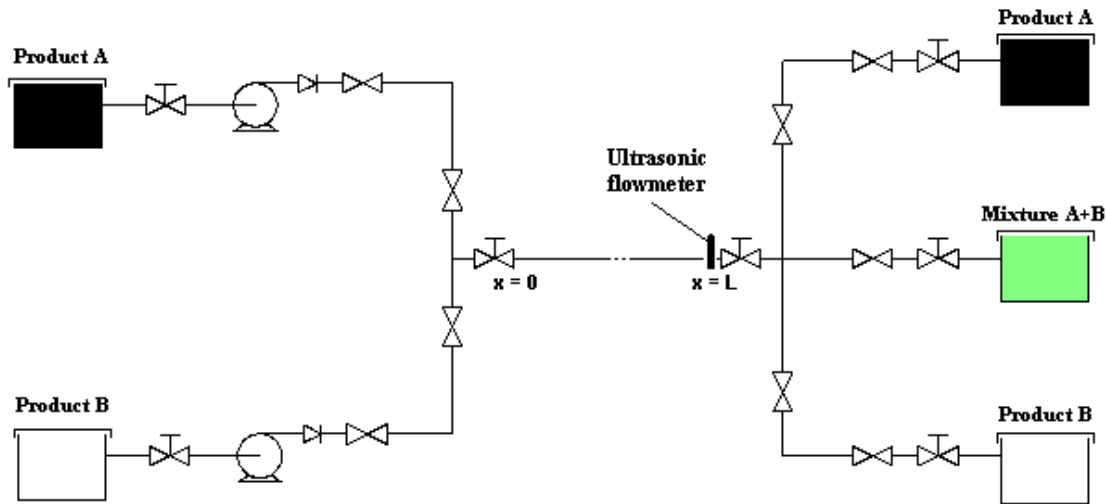 Product A
Product A
Ultrasonic
flowmeter
Mixture A+B
x = 0
x = L
Product B
Product B